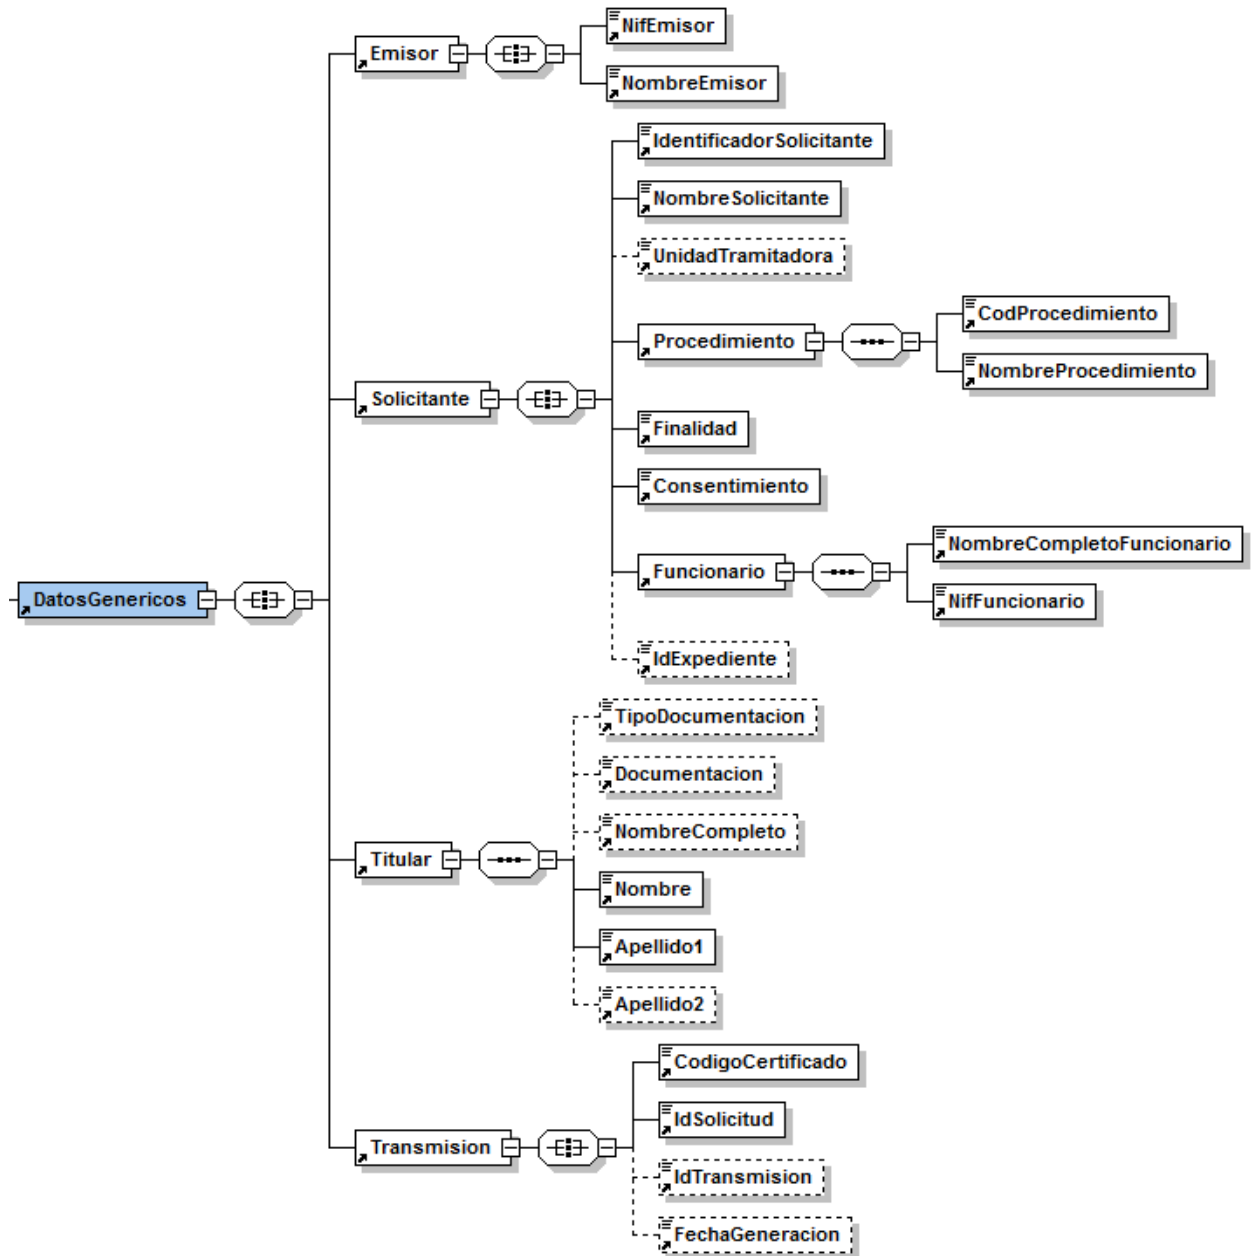 NifEmisor
Emisor
NombreEmisor
IdentificadorSolicitante
NombreSolicitante
UnidadTramitadora
CodProcedimiento
Procedimiento
NombreProcedimiento
Solicitante
Finalidad
Consentimiento
NombreCompletoFuncionario
Funcionario
NifFuncionario
DatosGenericos
IdExpediente
TipoDocumentacion
Documentacion
NombreCompleto
Titular
Nombre
Apellido1
Apellido2
CodigoCertificado
IdSolicitud
Transmision
IdTransmision
FechaGeneracion